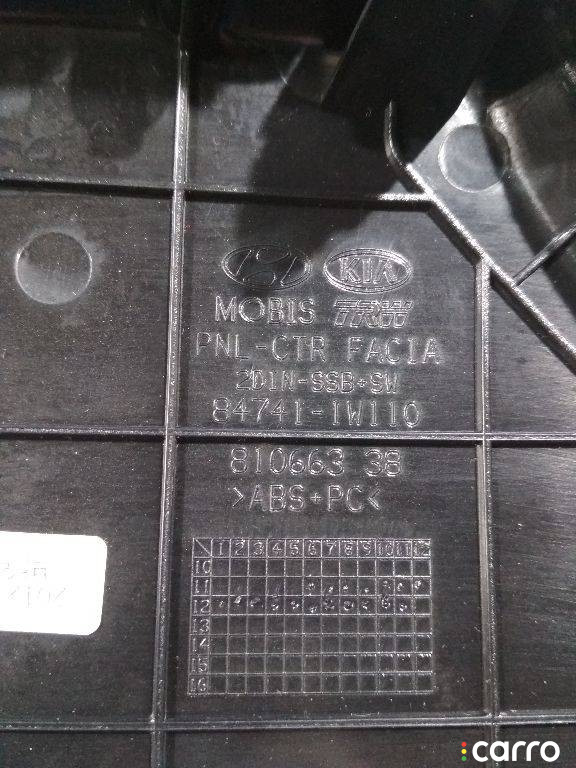 KIA
MOBIS TRW
PNL-CTR FACIA
2DIN-SSB+SW
84741-1W110
810663 38
>ABS+PC<
1 2 3 4 5 6 7 8 9 10 11 12
10
11
12
13
14
15
16
carro